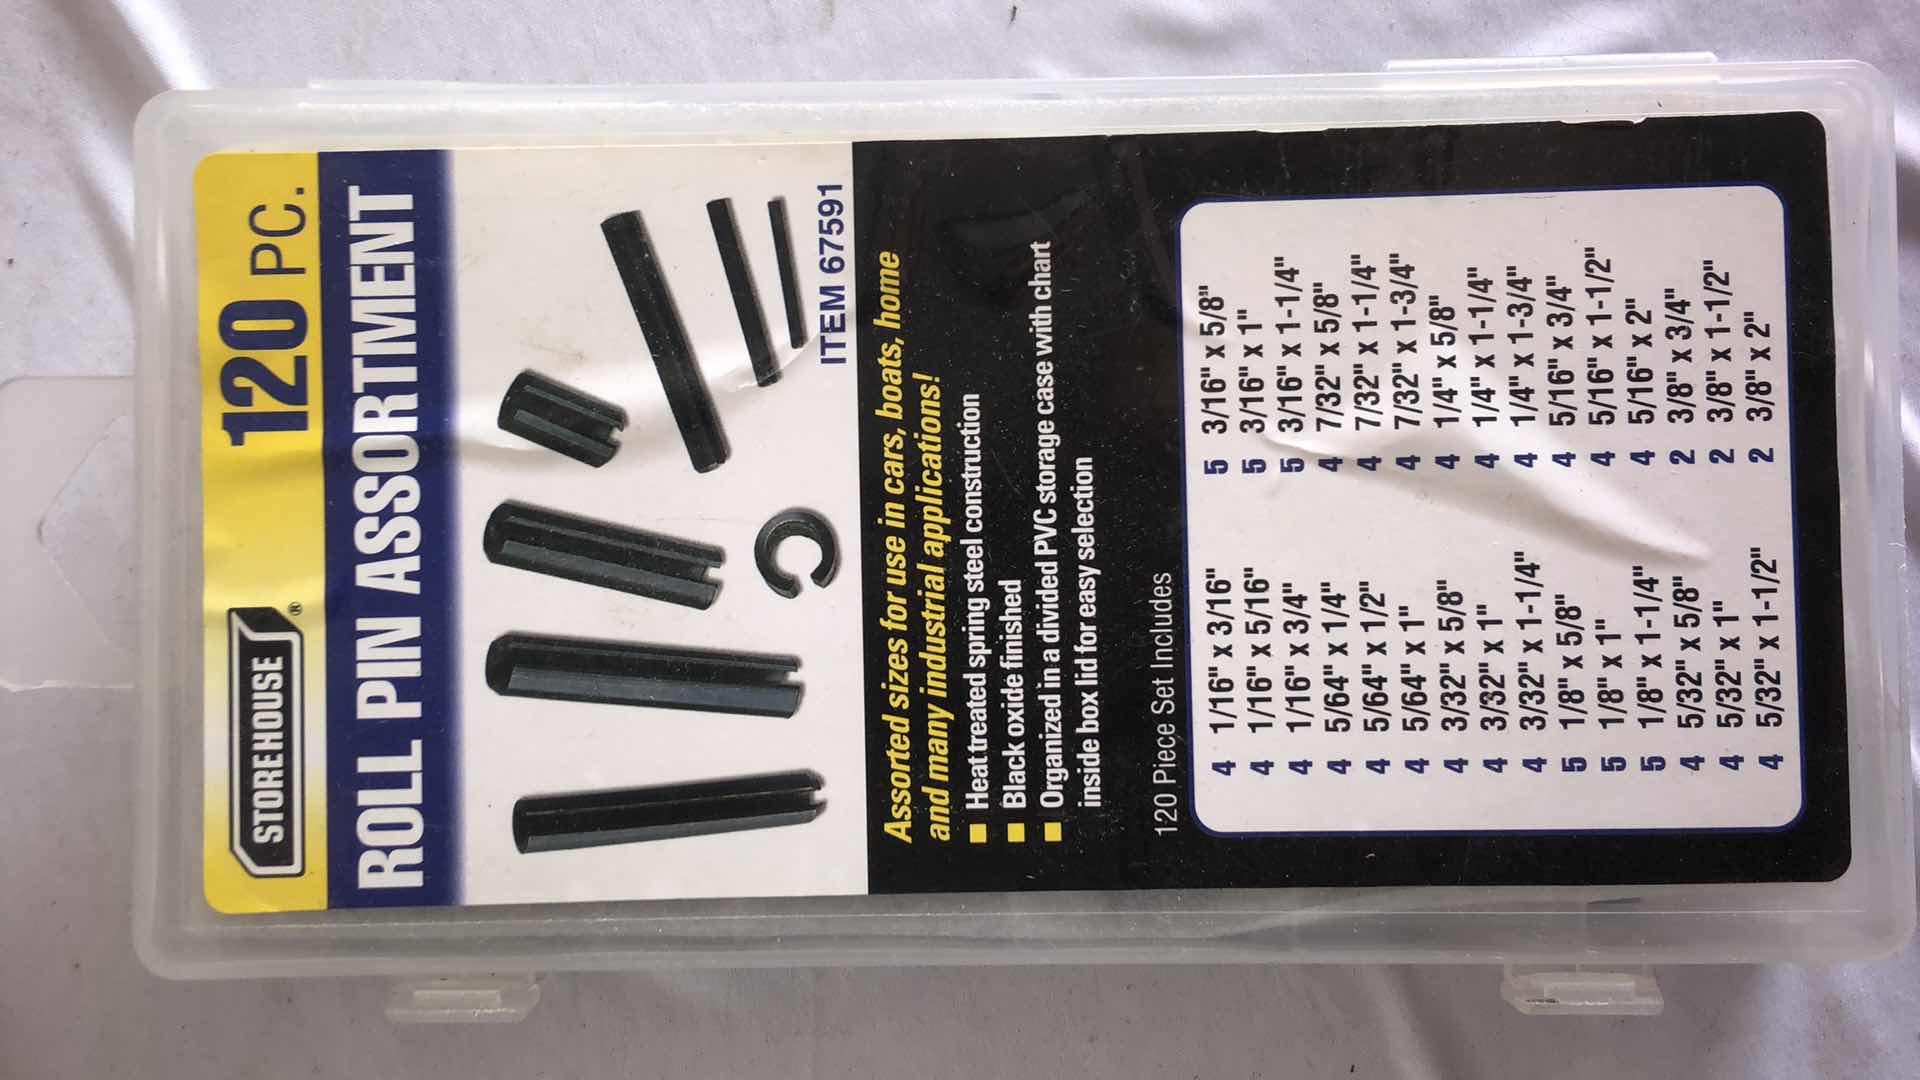 STOREHOUSE®
120 PC.
ROLL PIN ASSORTMENT
ITEM 67591
Assorted sizes for use in cars, boats, home
and many industrial applications!
Heat treated spring steel construction
Black oxide finished
Organized in a divided PVC storage case with chart
inside box lid for easy selection
120 Piece Set Includes
4 1/16" x 3/16"
4 1/16" x 5/16"
4 1/16" x 3/4"
4 5/64" x 1/4"
4 5/64" x 1/2"
4 5/64" x 1"
4 3/32" x 5/8"
4 3/32" x 1"
4 3/32" x 1-1/4"
5 1/8" x 5/8"
5 1/8" x 1"
5 1/8" x 1-1/4"
4 5/32" x 5/8"
4 5/32" x 1"
4 5/32" x 1-1/2"
5 3/16" x 5/8"
5 3/16" x 1"
5 3/16" x 1-1/4"
4 7/32" x 5/8"
4 7/32" x 1-1/4"
4 7/32" x 1-3/4"
4 1/4" x 5/8"
4 1/4" x 1-1/4"
4 1/4" x 1-3/4"
4 5/16" x 3/4"
4 5/16" x 1-1/2"
4 5/16" x 2"
2 3/8" x 3/4"
2 3/8" x 1-1/2"
2 3/8" x 2"